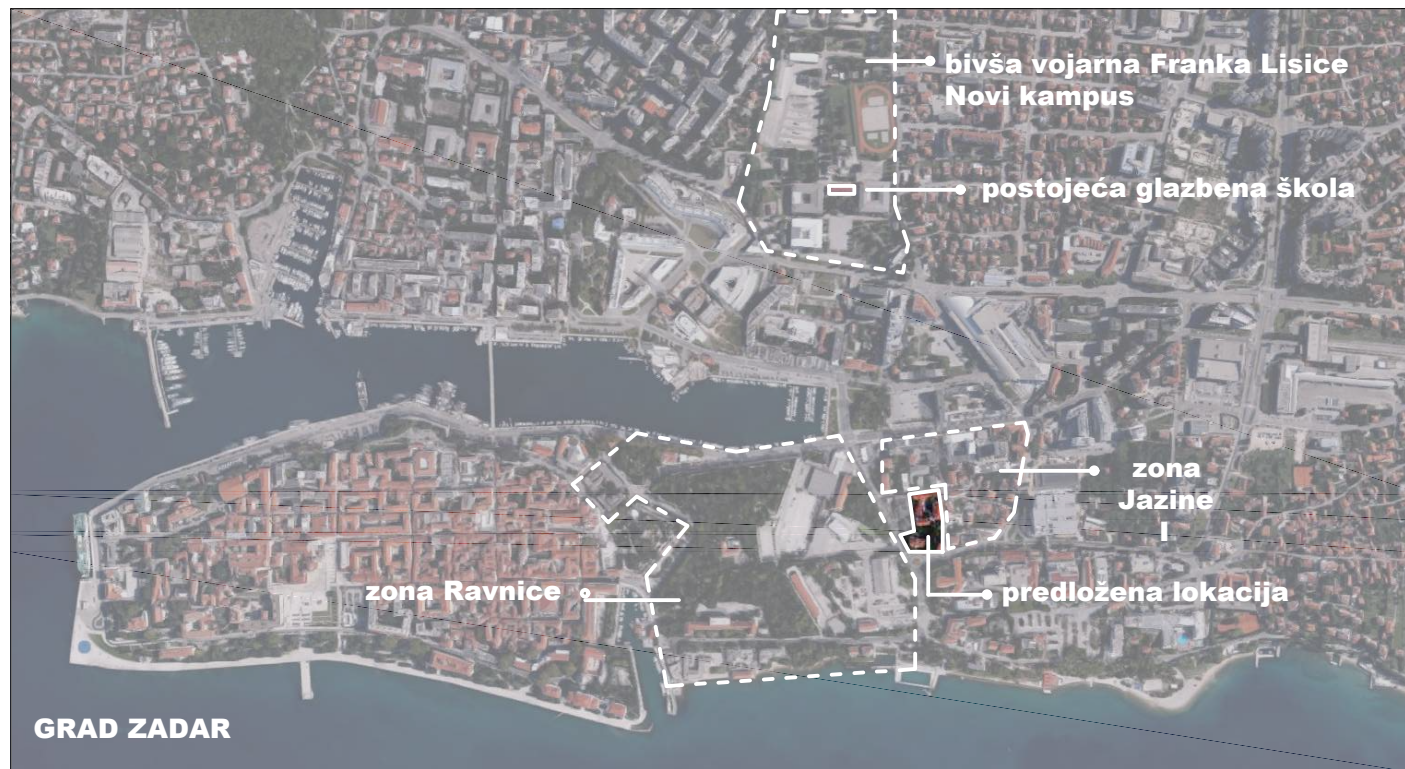 bivša vojarna Franka Lisice
Novi kampus
postojeća glazbena škola
zona
Jazine
I
zona Ravnice
predložena lokacija
GRAD ZADAR